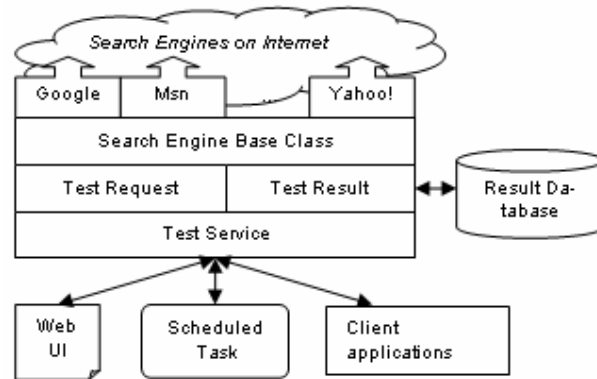 Search Engines on Internet
Google
Msn
...
Yahoo!
Search Engine Base Class
Test Request
Test Result
Result Da-
tabase
Test Service
Web
UI
Scheduled
Task
Client
applications